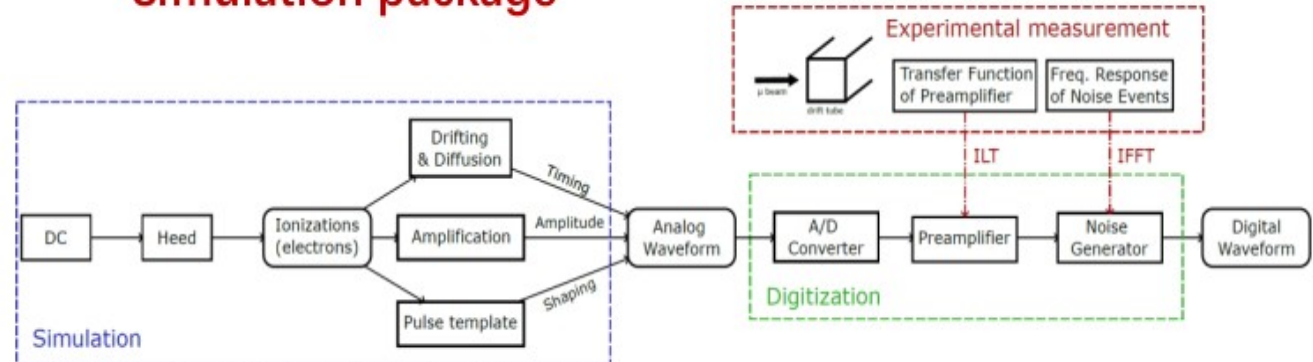 simulation package
Experimental measurement
μ beam
drift tube
Transfer Function
of Preamplifier
Freq. Response
of Noise Events
ILT
IFFT
DC
Heed
Ionizations
(electrons)
Drifting
& Diffusion
Amplification
Pulse template
Timing
Amplitude
Shaping
Simulation
Analog
Waveform
A/D
Converter
Preamplifier
Noise
Generator
Digitization
Digital
Waveform